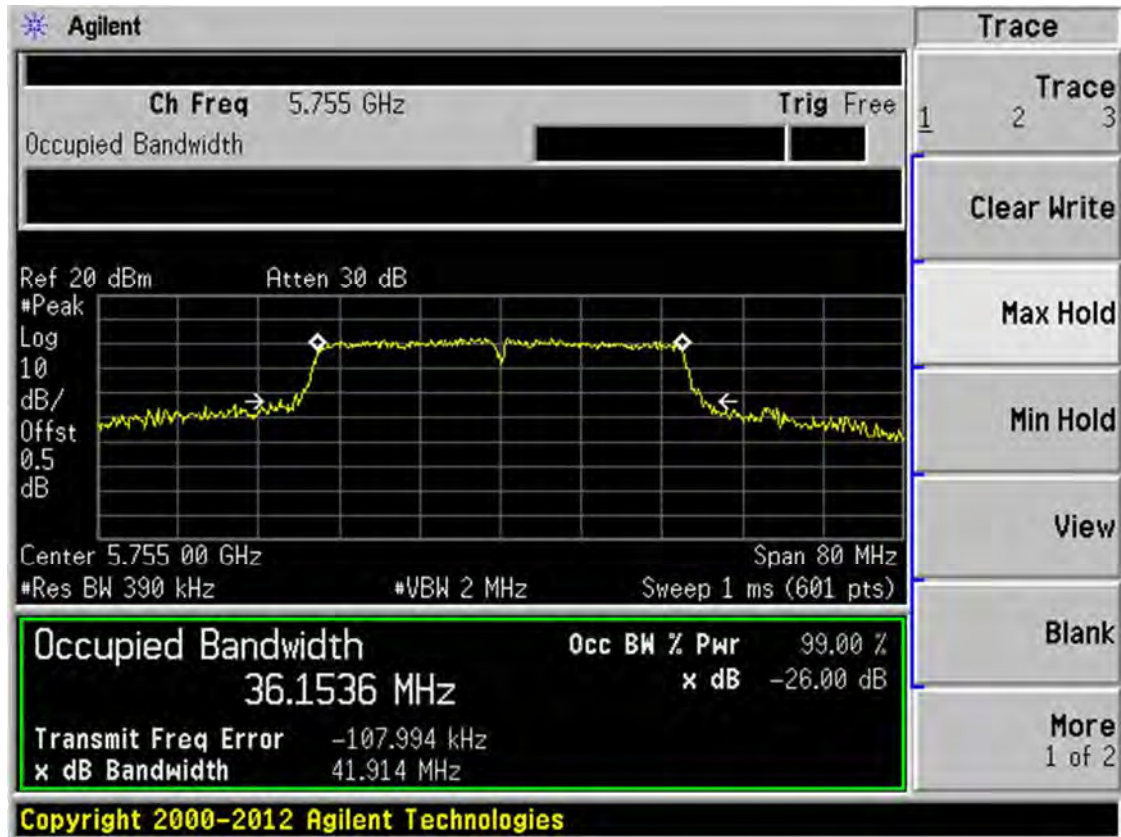 Agilent
Trace
Ch Freq 5.755 GHz Trig Free
Occupied Bandwidth
Trace
1 2 3
Clear Write
Ref 20 dBm Atten 30 dB
#Peak
Log
10
dB/
Offst
0.5
dB
Max Hold
Min Hold
View
Center 5.755 00 GHz Span 80 MHz
#Res BW 390 kHz #VBW 2 MHz Sweep 1 ms (601 pts)
Occupied Bandwidth
36.1536 MHz
Occ BW % Pwr 99.00 %
x dB -26.00 dB
Transmit Freq Error -107.994 kHz
x dB Bandwidth 41.914 MHz
Blank
More
1 of 2
Copyright 2000-2012 Agilent Technologies